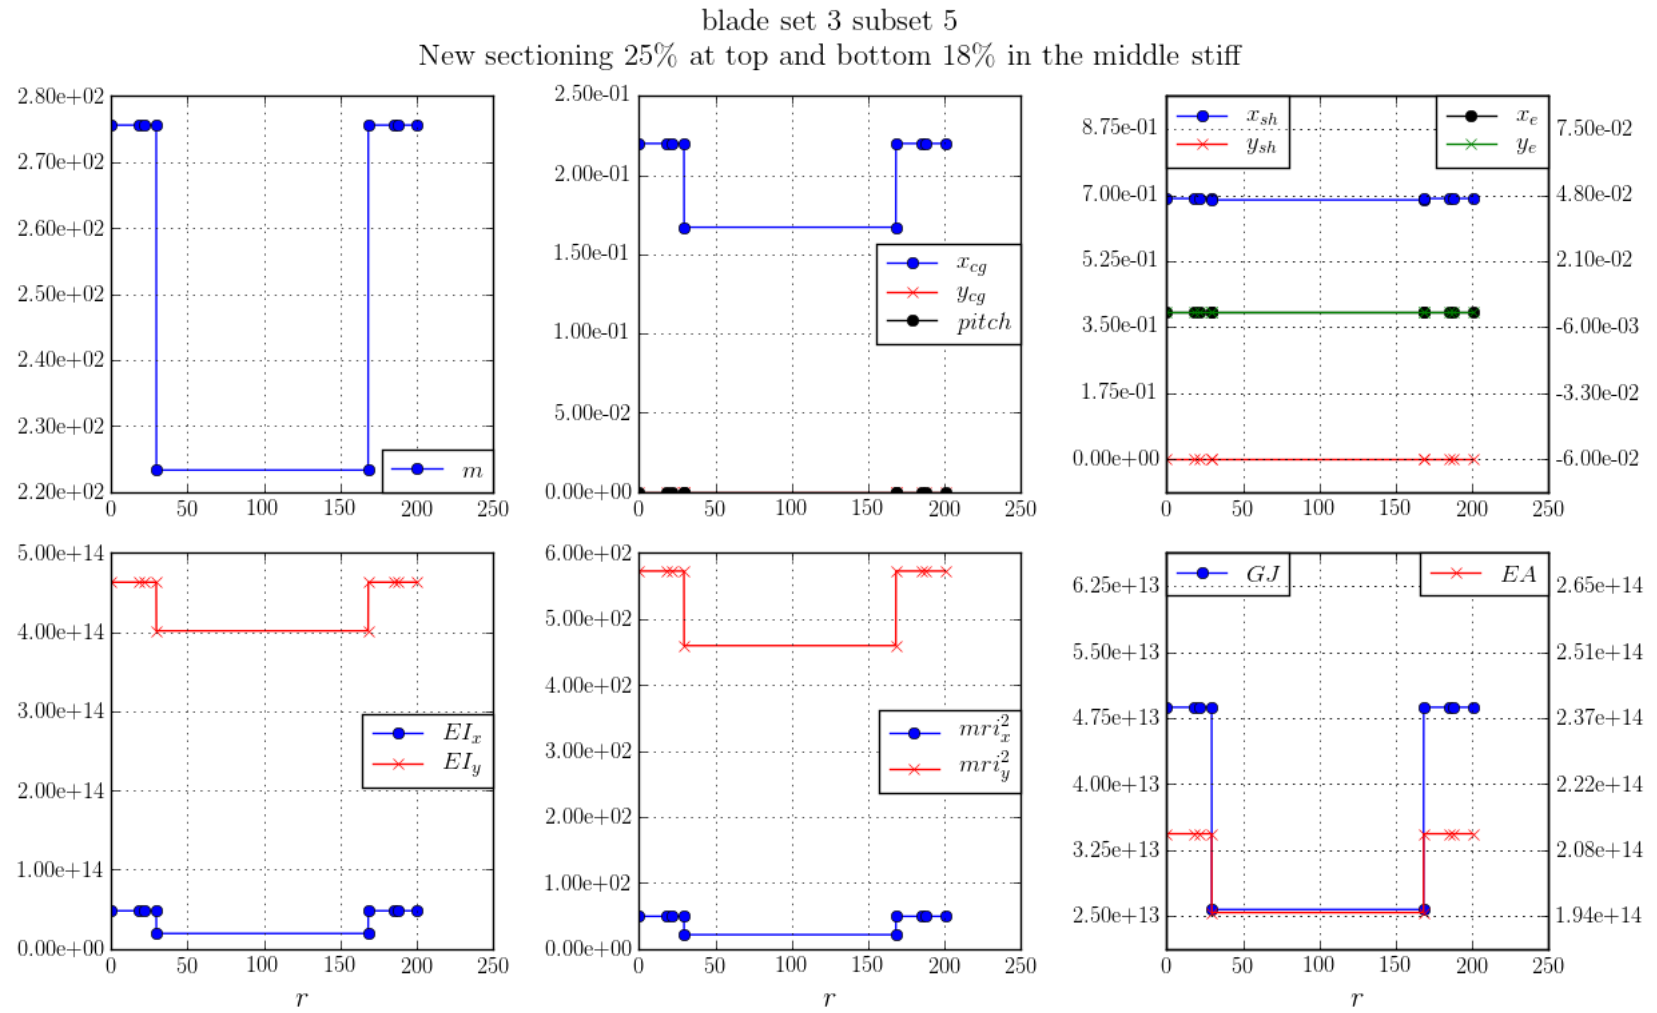 blade set 3 subset 5
New sectioning 25% at top and bottom 18% in the middle stiff
2.80e+02
2.70e+02
2.60e+02
2.50e+02
2.40e+02
2.30e+02
2.20e+02
0 50 100 150 200 250
m
2.50e-01
2.00e-01
1.50e-01
1.00e-01
5.00e-02
0.00e+00
0 50 100 150 200 250
x_cg
y_cg
pitch
8.75e-01
7.00e-01
5.25e-01
3.50e-01
1.75e-01
0.00e+00
0 50 100 150 200 250
x_sh
y_sh
x_e
y_e
7.50e-02
4.80e-02
2.10e-02
-6.00e-03
-3.30e-02
-6.00e-02
5.00e+14
4.00e+14
3.00e+14
2.00e+14
1.00e+14
0.00e+00
0 50 100 150 200 250
r
EI_x
EI_y
6.00e+02
5.00e+02
4.00e+02
3.00e+02
2.00e+02
1.00e+02
0.00e+00
0 50 100 150 200 250
r
mri_x^2
mri_y^2
6.25e+13
5.50e+13
4.75e+13
4.00e+13
3.25e+13
2.50e+13
0 50 100 150 200 250
r
GJ
EA
2.65e+14
2.51e+14
2.37e+14
2.22e+14
2.08e+14
1.94e+14